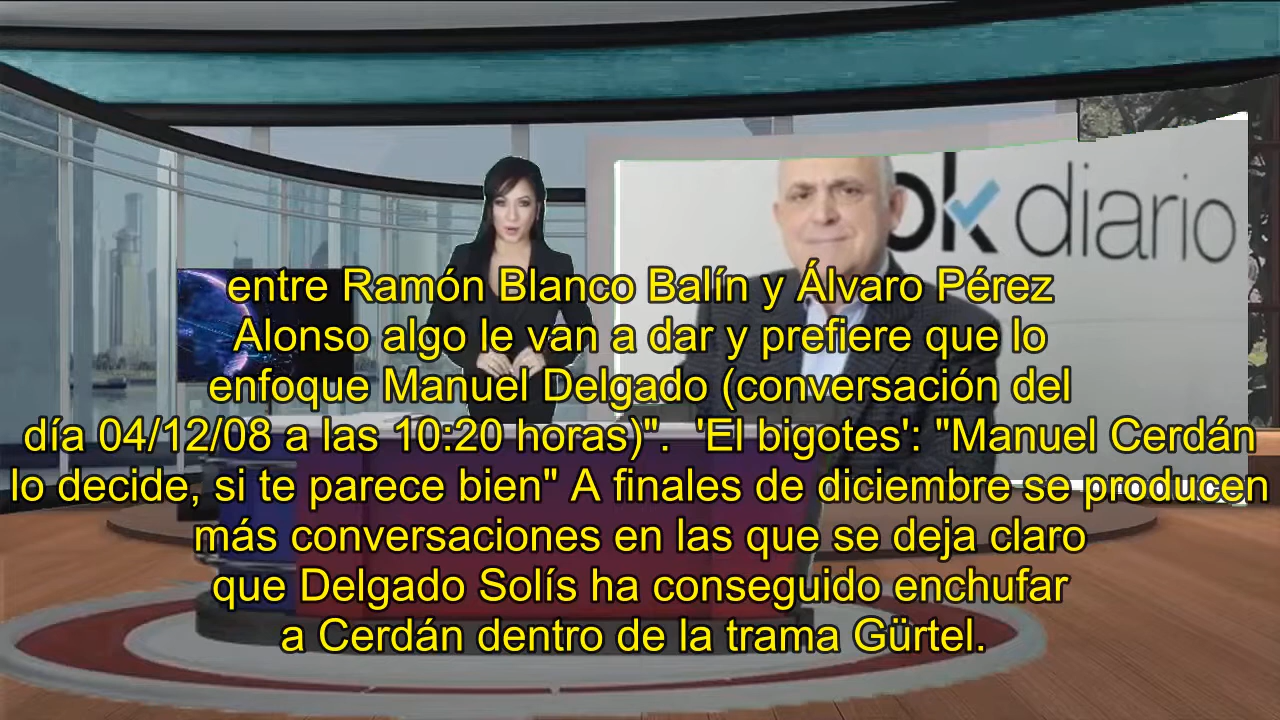 ok diario
entre Ramón Blanco Balín y Álvaro Pérez
Alonso algo le van a dar y prefiere que lo
enfoque Manuel Delgado (conversación del
día 04/12/08 a las 10:20 horas)".  'El bigotes': "Manuel Cerdán
lo decide, si te parece bien" A finales de diciembre se producen
más conversaciones en las que se deja claro
que Delgado Solís ha conseguido enchufar
a Cerdán dentro de la trama Gürtel.